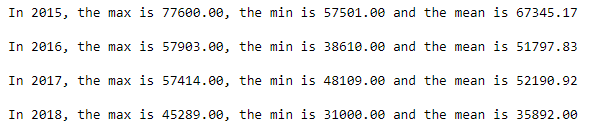 In 2015, the max is 77600.00, the min is 57501.00 and the mean is 67345.17
In 2016, the max is 57903.00, the min is 38610.00 and the mean is 51797.83
In 2017, the max is 57414.00, the min is 48109.00 and the mean is 52190.92
In 2018, the max is 45289.00, the min is 31000.00 and the mean is 35892.00